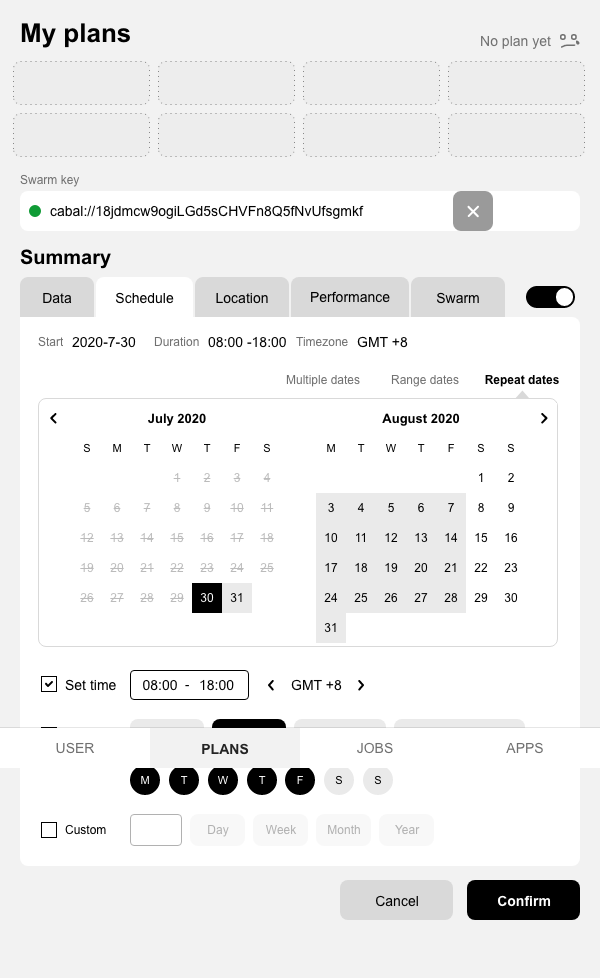 My plans
No plan yet
Swarm key
cabal://18jdmcw9ogiLGd5sCHVFn8Q5fNvUfsgmkf
Summary
Data Schedule Location Performance Swarm
Start 2020-7-30 Duration 08:00 -18:00 Timezone GMT +8
Multiple dates Range dates Repeat dates
July 2020 August 2020
S M T W T F S M T W T F S S
1 2 3 4 1 2
5 6 7 8 9 10 11 3 4 5 6 7 8 9
12 13 14 15 16 17 18 10 11 12 13 14 15 16
19 20 21 22 23 24 25 17 18 19 20 21 22 23
26 27 28 29 30 31 24 25 26 27 28 29 30
31
Set time 08:00 - 18:00 GMT +8
USER PLANS JOBS APPS
M T W T F S S
Custom Day Week Month Year
Cancel Confirm